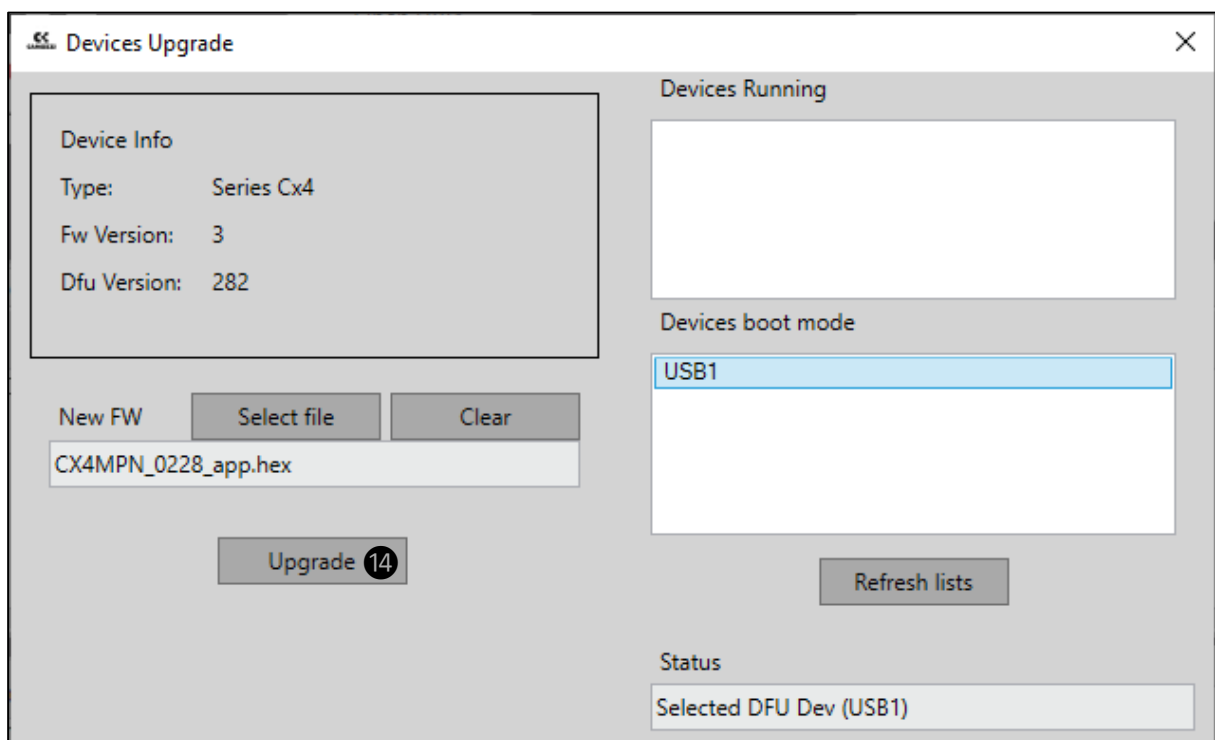 Devices Upgrade
Device Info
Type: Series Cx4
Fw Version: 3
Dfu Version: 282
New FW Select file Clear
CX4MPN_0228_app.hex
Upgrade 14
Devices Running
Devices boot mode
USB1
Refresh lists
Status
Selected DFU Dev (USB1)